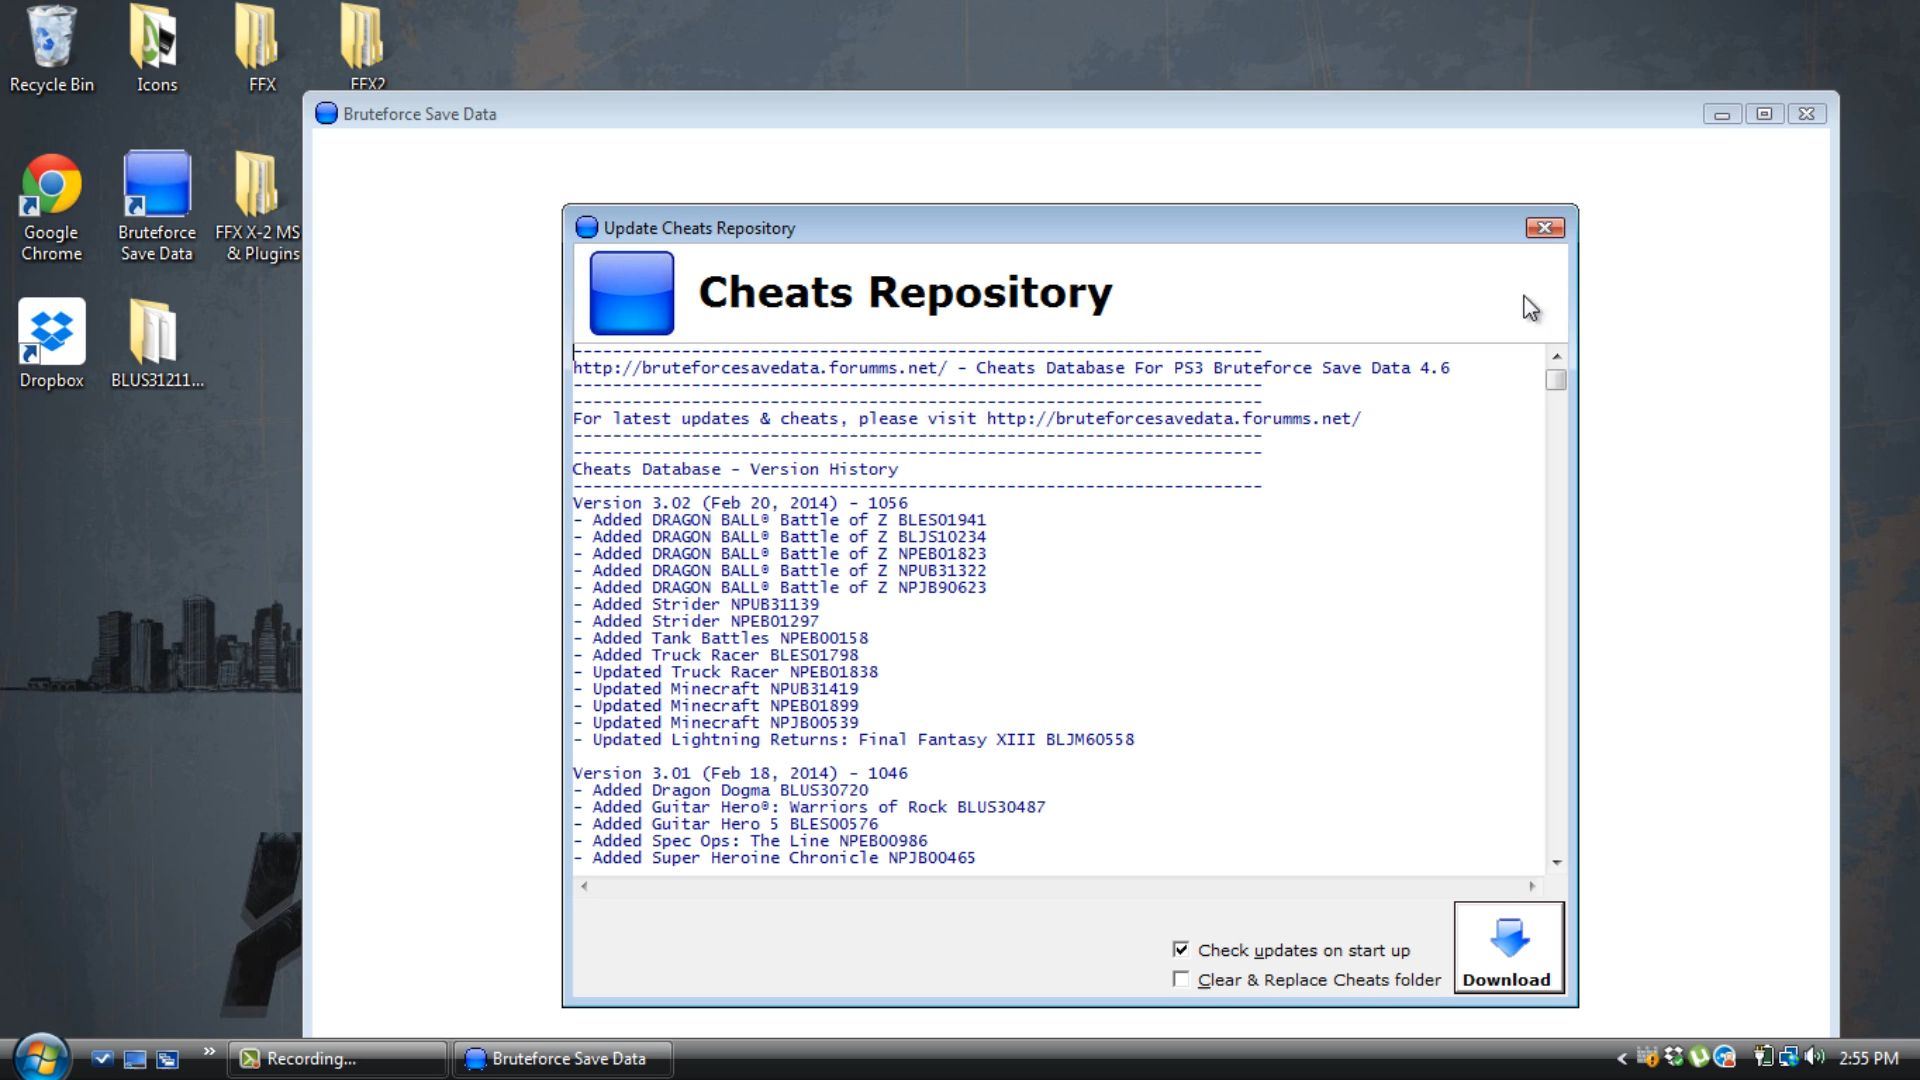 Recycle Bin
Icons
FFX
FFX2
Google
Chrome
Bruteforce
Save Data
FFX X-2 MS
& Plugins
Dropbox
BLUS31211...
Bruteforce Save Data
Update Cheats Repository
Cheats Repository
----------------------------------------------------------------------
http://bruteforcesavedata.forumms.net/ - Cheats Database For PS3 Bruteforce Save Data 4.6
----------------------------------------------------------------------
----------------------------------------------------------------------
For latest updates & cheats, please visit http://bruteforcesavedata.forumms.net/
----------------------------------------------------------------------
----------------------------------------------------------------------
Cheats Database - Version History
----------------------------------------------------------------------
Version 3.02 (Feb 20, 2014) - 1056
- Added DRAGON BALL® Battle of Z BLES01941
- Added DRAGON BALL® Battle of Z BLJS10234
- Added DRAGON BALL® Battle of Z NPEB01823
- Added DRAGON BALL® Battle of Z NPUB31322
- Added DRAGON BALL® Battle of Z NPJB90623
- Added Strider NPUB31139
- Added Strider NPEB01297
- Added Tank Battles NPEB00158
- Added Truck Racer BLES01798
- Updated Truck Racer NPEB01838
- Updated Minecraft NPUB31419
- Updated Minecraft NPEB01899
- Updated Minecraft NPJB00539
- Updated Lightning Returns: Final Fantasy XIII BLJM60558
Version 3.01 (Feb 18, 2014) - 1046
- Added Dragon Dogma BLUS30720
- Added Guitar Hero®: Warriors of Rock BLUS30487
- Added Guitar Hero 5 BLES00576
- Added Spec Ops: The Line NPEB00986
- Added Super Heroine Chronicle NPJB00465
Check updates on start up
Clear & Replace Cheats folder
Download
Recording...
Bruteforce Save Data
2:55 PM